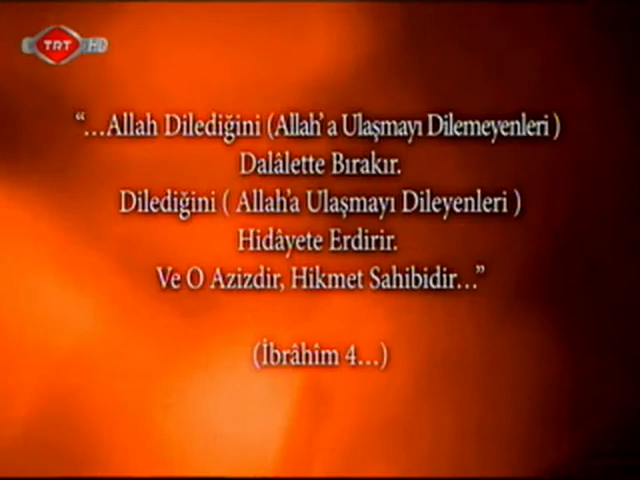 TRT HD
“...Allah Dilediğini (Allah' a Ulaşmayı Dilemeyenleri )
Dalâlette Bırakır.
Dilediğini ( Allah'a Ulaşmayı Dileyenleri )
Hidâyete Erdirir.
Ve O Azizdir, Hikmet Sahibidir...”
(İbrâhîm 4...)